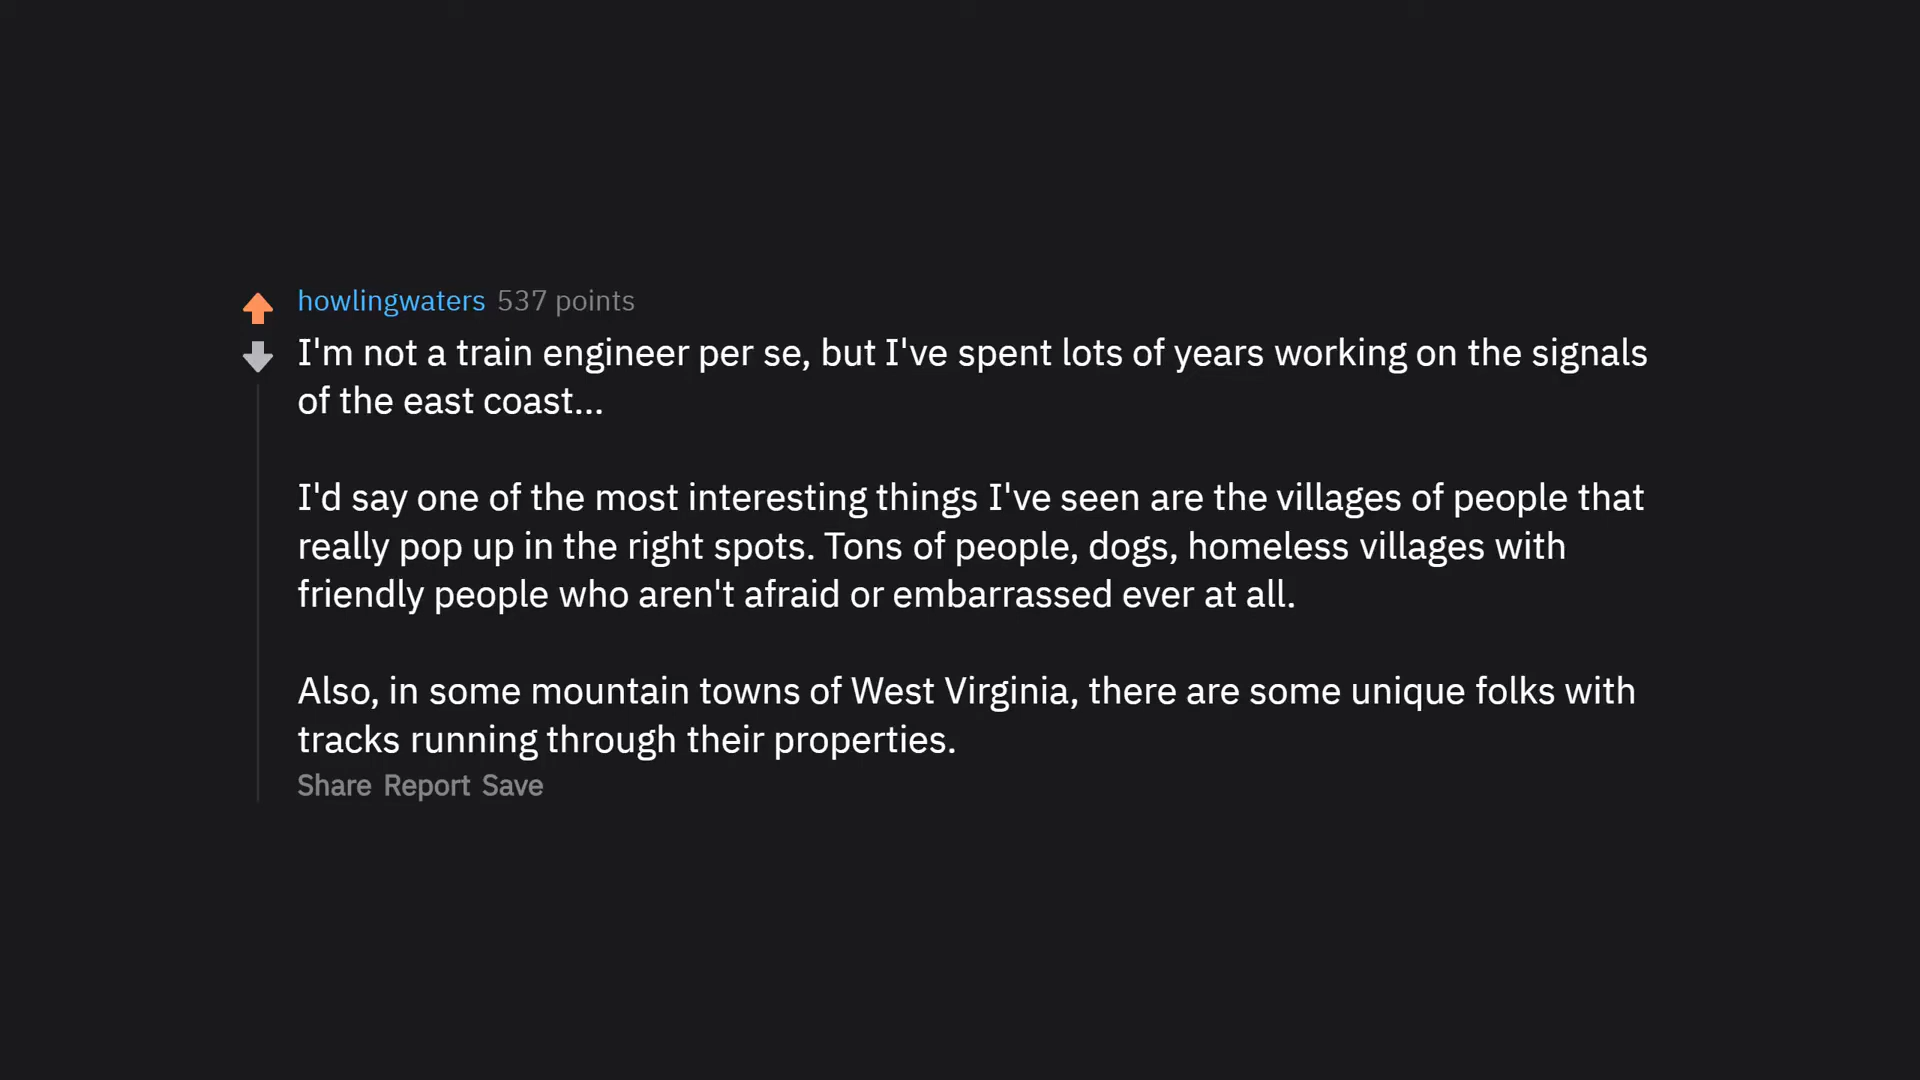 howlingwaters 537 points
I'm not a train engineer per se, but I've spent lots of years working on the signals
of the east coast...
I'd say one of the most interesting things I've seen are the villages of people that
really pop up in the right spots. Tons of people, dogs, homeless villages with
friendly people who aren't afraid or embarrassed ever at all.
Also, in some mountain towns of West Virginia, there are some unique folks with
tracks running through their properties.
Share Report Save